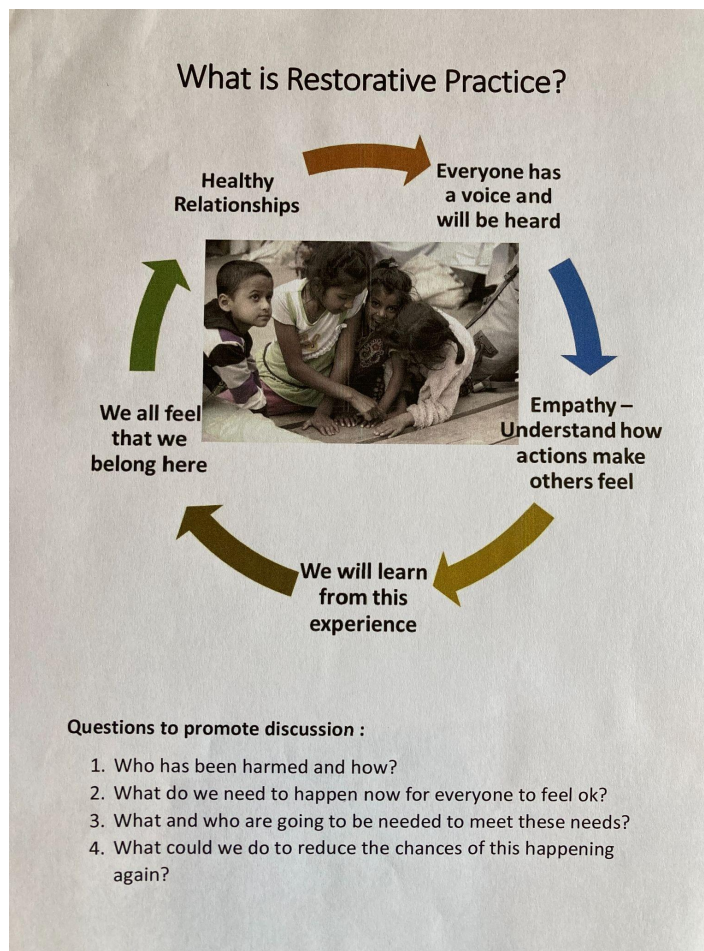 What is Restorative Practice?
Healthy
Relationships
Everyone has
a voice and
will be heard
Empathy –
Understand how
actions make
others feel
We will learn
from this
experience
We all feel
that we
belong here
Questions to promote discussion :
1. Who has been harmed and how?
2. What do we need to happen now for everyone to feel ok?
3. What and who are going to be needed to meet these needs?
4. What could we do to reduce the chances of this happening
again?